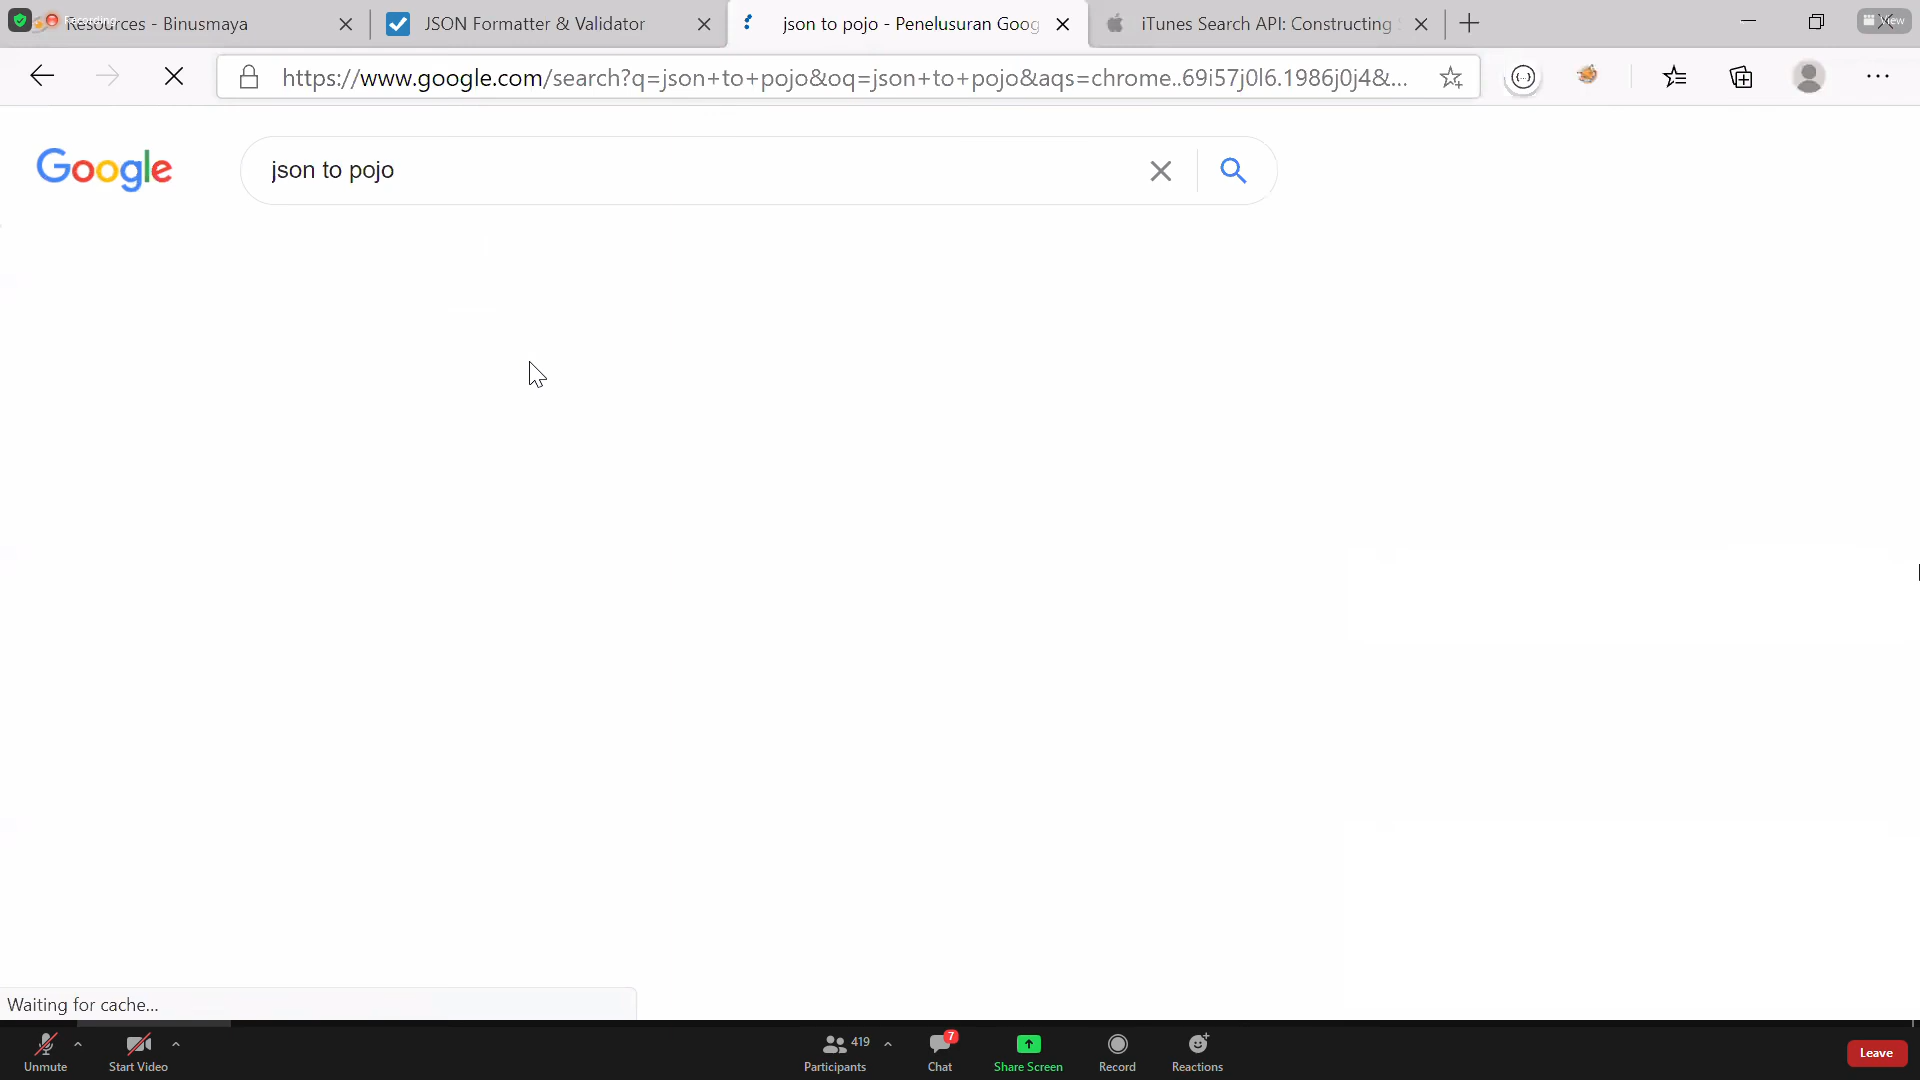 Recording
Resources - Binusmaya
JSON Formatter & Validator
json to pojo - Penelusuran Goog
iTunes Search API: Constructing
View
https://www.google.com/search?q=json+to+pojo&oq=json+to+pojo&aqs=chrome..69i57j0l6.1986j0j4&...
Google
json to pojo
Waiting for cache...
Unmute
Start Video
419
Participants
7
Chat
Share Screen
Record
Reactions
Leave